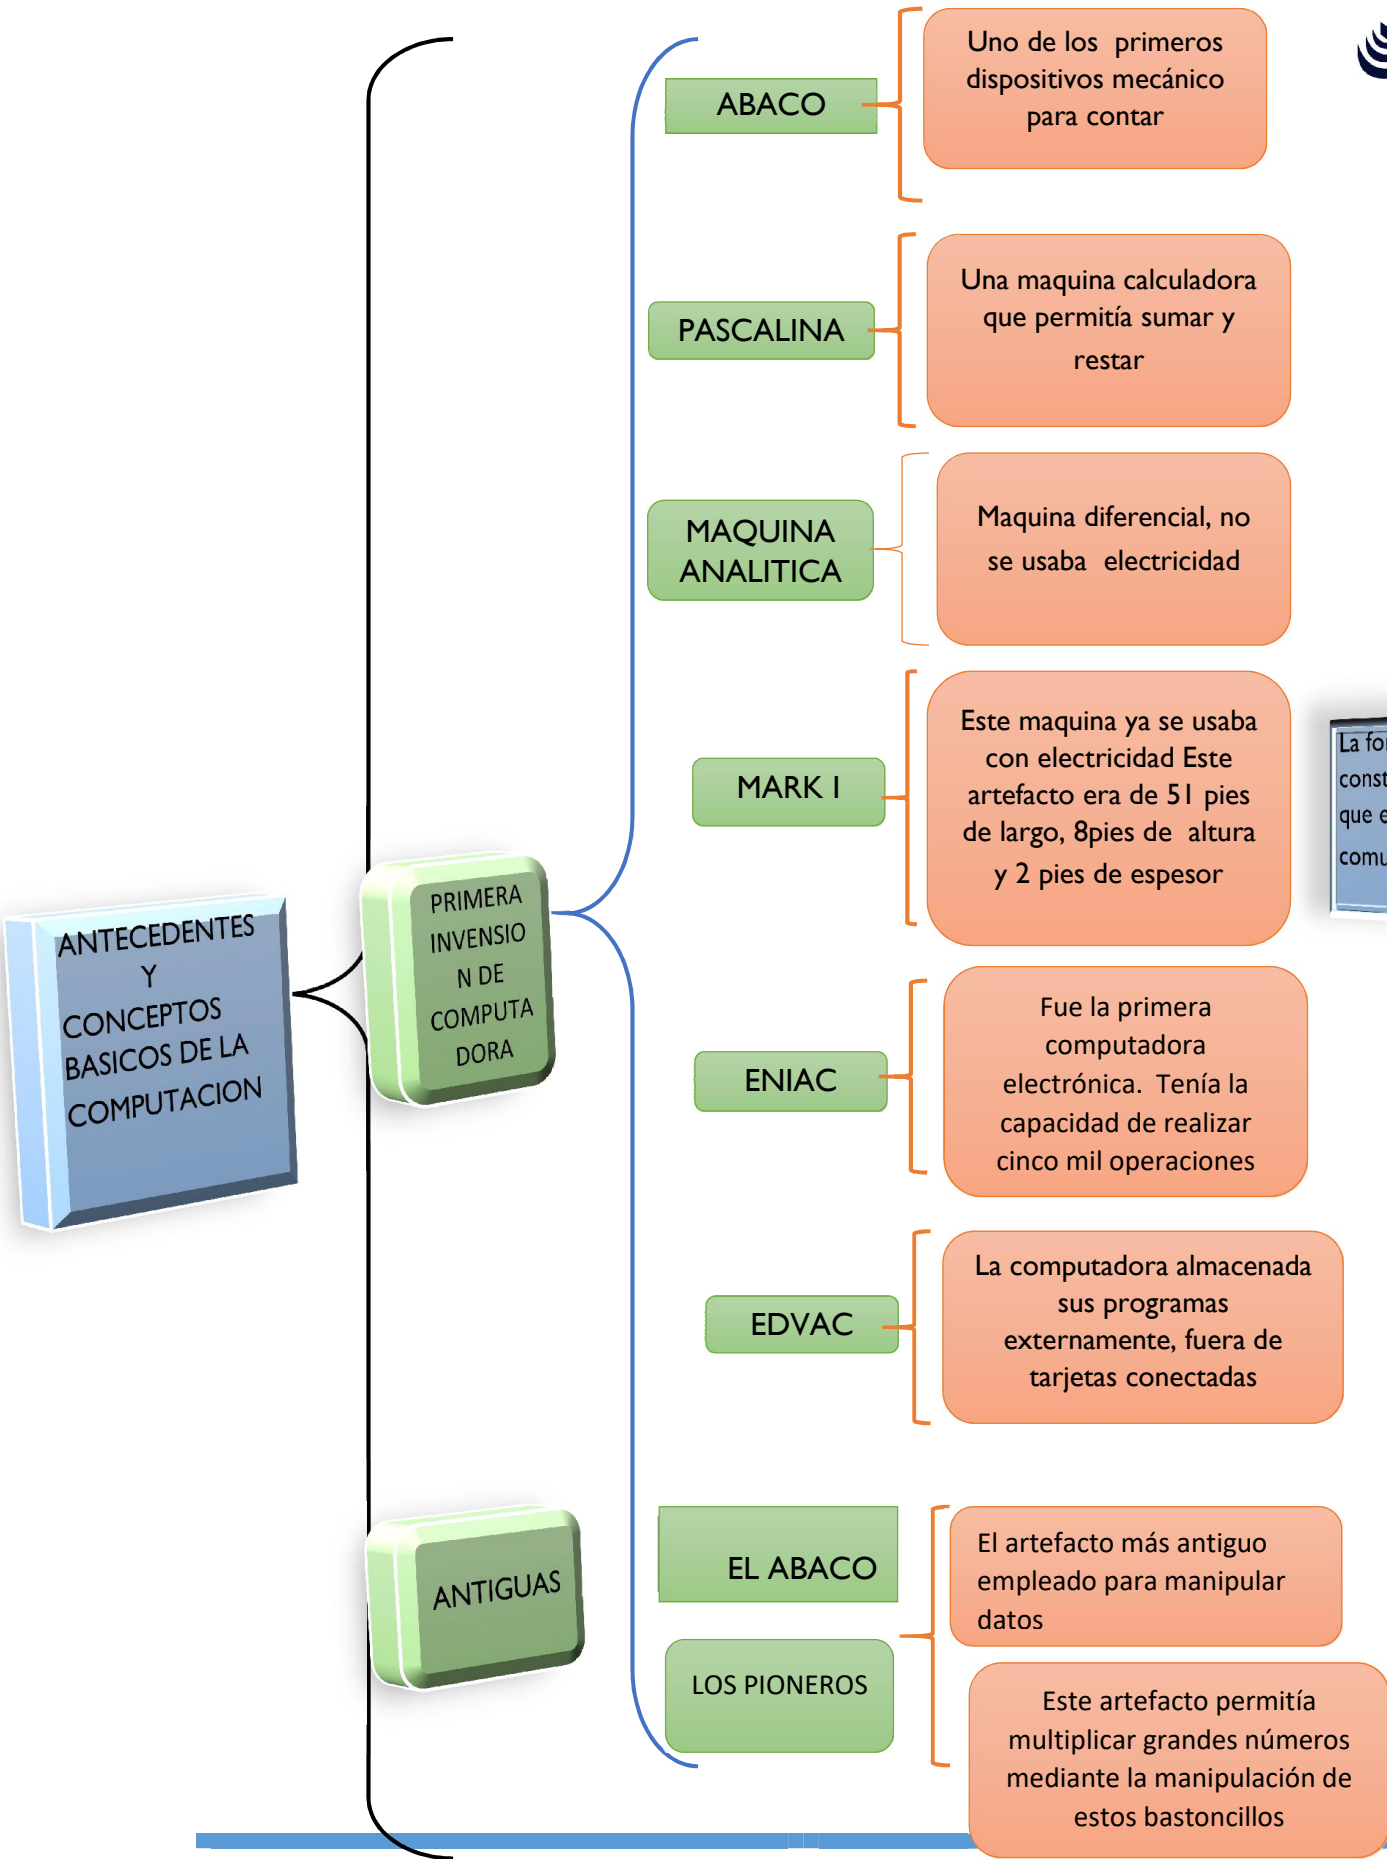 ANTECEDENTES
Y
CONCEPTOS
BASICOS DE LA
COMPUTACION
PRIMERA
INVENSIO
N DE
COMPUTA
DORA
ABACO
Uno de los primeros
dispositivos mecánico
para contar
PASCALINA
Una maquina calculadora
que permitía sumar y
restar
MAQUINA
ANALITICA
Maquina diferencial, no
se usaba electricidad
MARK I
Este maquina ya se usaba
con electricidad Este
artefacto era de 51 pies
de largo, 8pies de altura
y 2 pies de espesor
ENIAC
Fue la primera
computadora
electrónica. Tenía la
capacidad de realizar
cinco mil operaciones
EDVAC
La computadora almacenada
sus programas
externamente, fuera de
tarjetas conectadas
ANTIGUAS
EL ABACO
El artefacto más antiguo
empleado para manipular
datos
LOS PIONEROS
Este artefacto permitía
multiplicar grandes números
mediante la manipulación de
estos bastoncillos
La
que